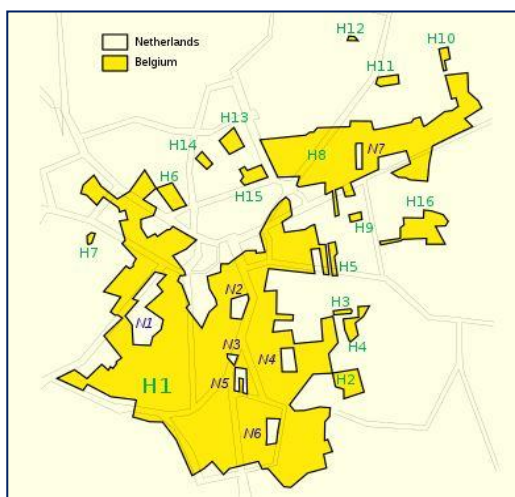 H12
H10
Netherlands
Belgium
H11
H13
N7
H14
H8
H6
H15
H16
H9
H7
H5
N2
H3
N1
N3
N4
H4
N5
H1
H2
N6